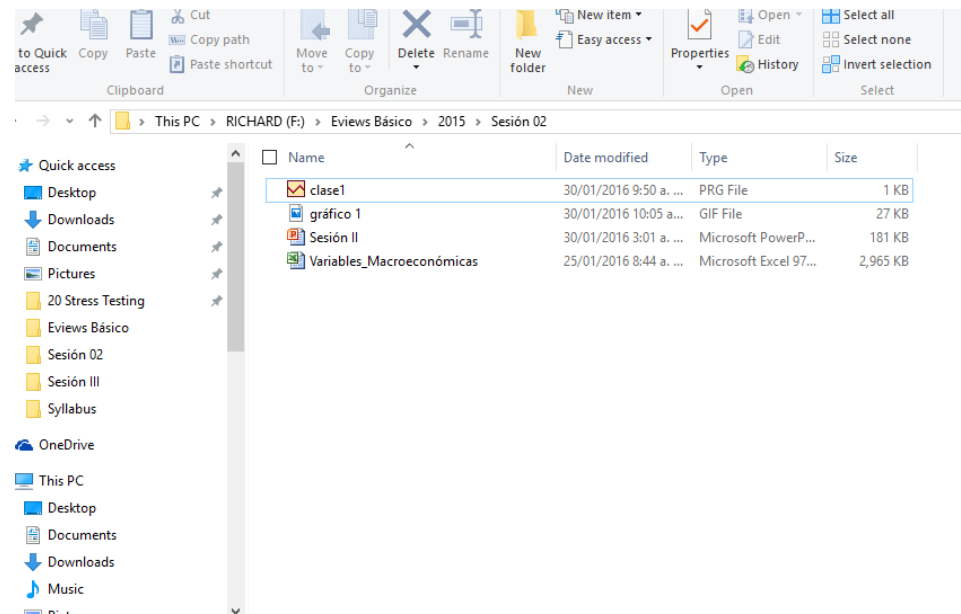 Cut
Copy path
Paste shortcut
to Quick access
Copy
Paste
Clipboard
Move to
Copy to
Delete
Rename
Organize
New folder
New item
Easy access
New
Properties
Open
Edit
History
Open
Select all
Select none
Invert selection
Select
This PC > RICHARD (F:) > Eviews Básico > 2015 > Sesión 02
Quick access
Desktop
Downloads
Documents
Pictures
20 Stress Testing
Eviews Básico
Sesión 02
Sesión III
Syllabus
OneDrive
This PC
Desktop
Documents
Downloads
Music
Name Date modified Type Size
clase1 30/01/2016 9:50 a. ... PRG File 1 KB
gráfico 1 30/01/2016 10:05 a... GIF File 27 KB
Sesión II 30/01/2016 3:01 a. ... Microsoft PowerP... 181 KB
Variables_Macroeconómicas 25/01/2016 8:44 a. ... Microsoft Excel 97... 2,965 KB